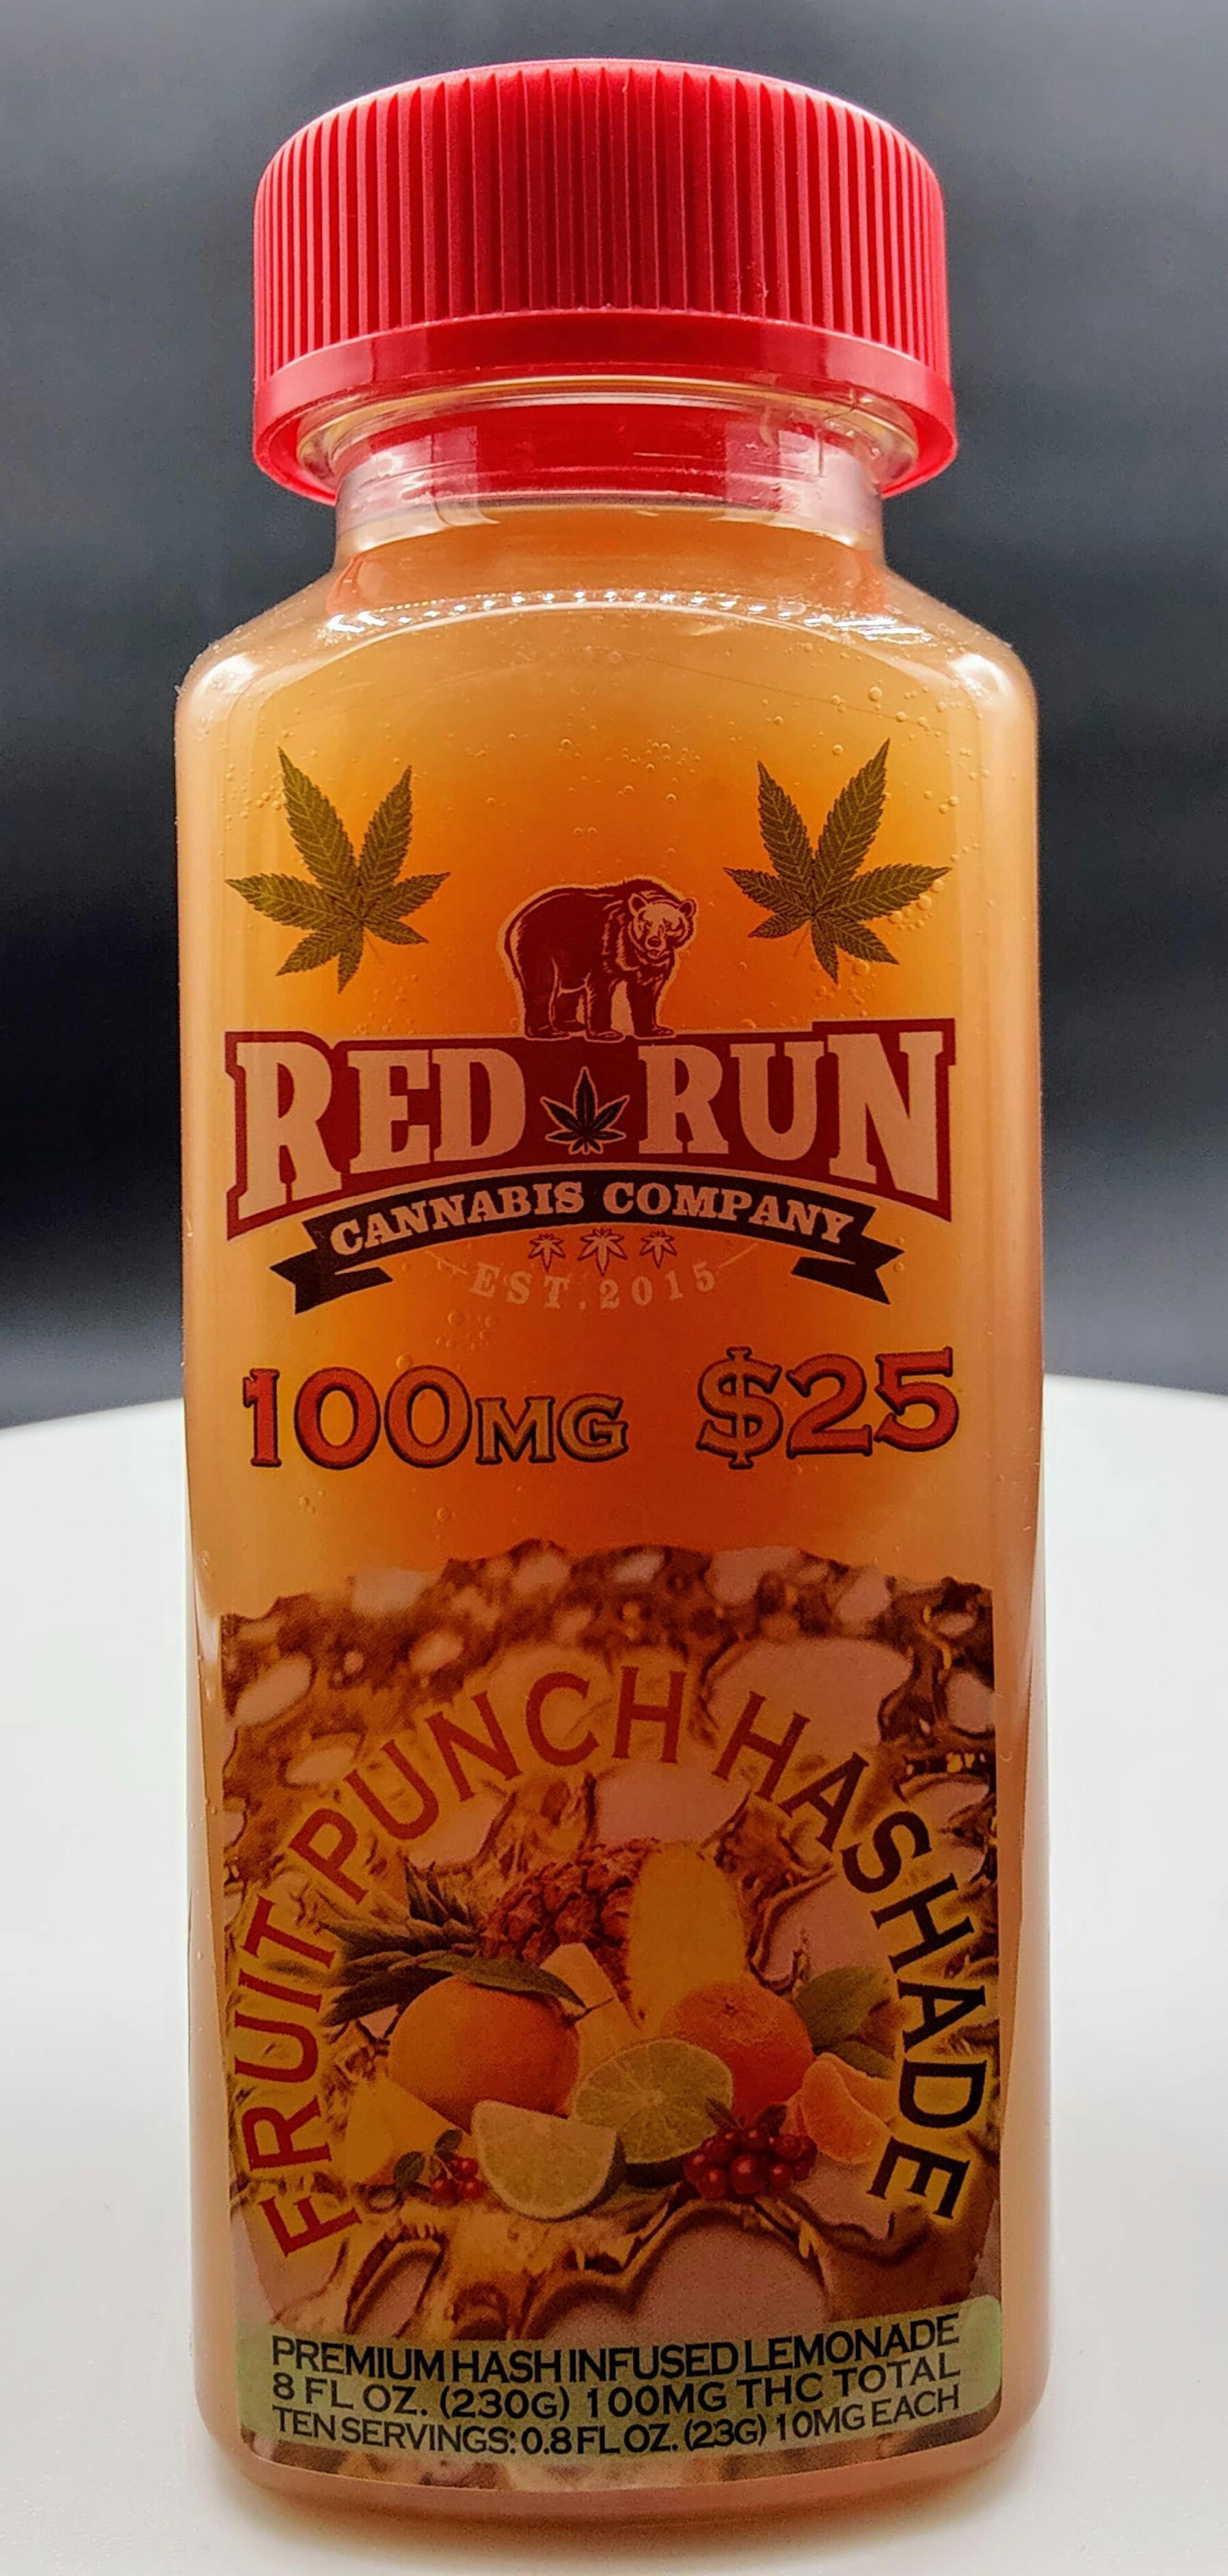 RED RUN
CANNABIS COMPANY
EST. 2015
100MG $25
FRUIT PUNCH HASHADE
PREMIUM HASH INFUSED LEMONADE
8 FL OZ. (230G) 100MG THC TOTAL
TEN SERVINGS: 0.8 FL OZ. (23G) 10MG EACH